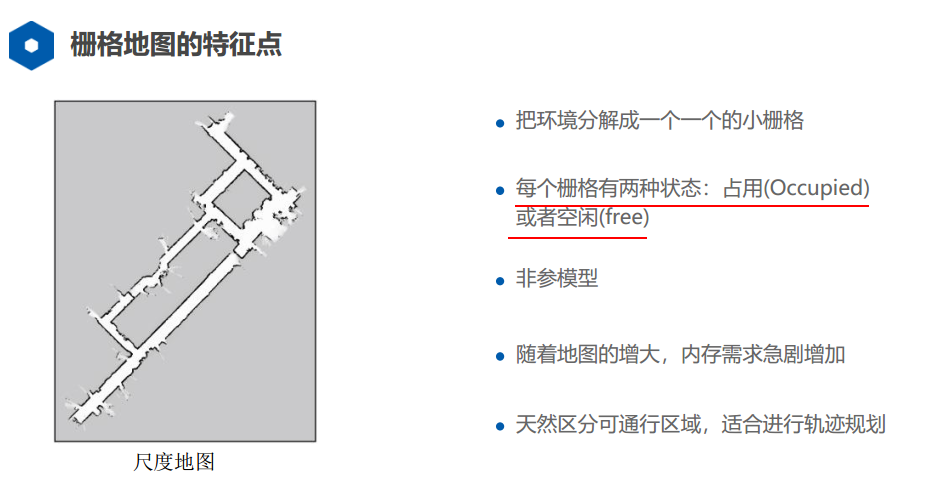 栅格地图的特征点
把环境分解成一个一个的小栅格
每个栅格有两种状态：占用(Occupied)
或者空闲(free)
非参模型
随着地图的增大，内存需求急剧增加
天然区分可通行区域，适合进行轨迹规划
尺度地图